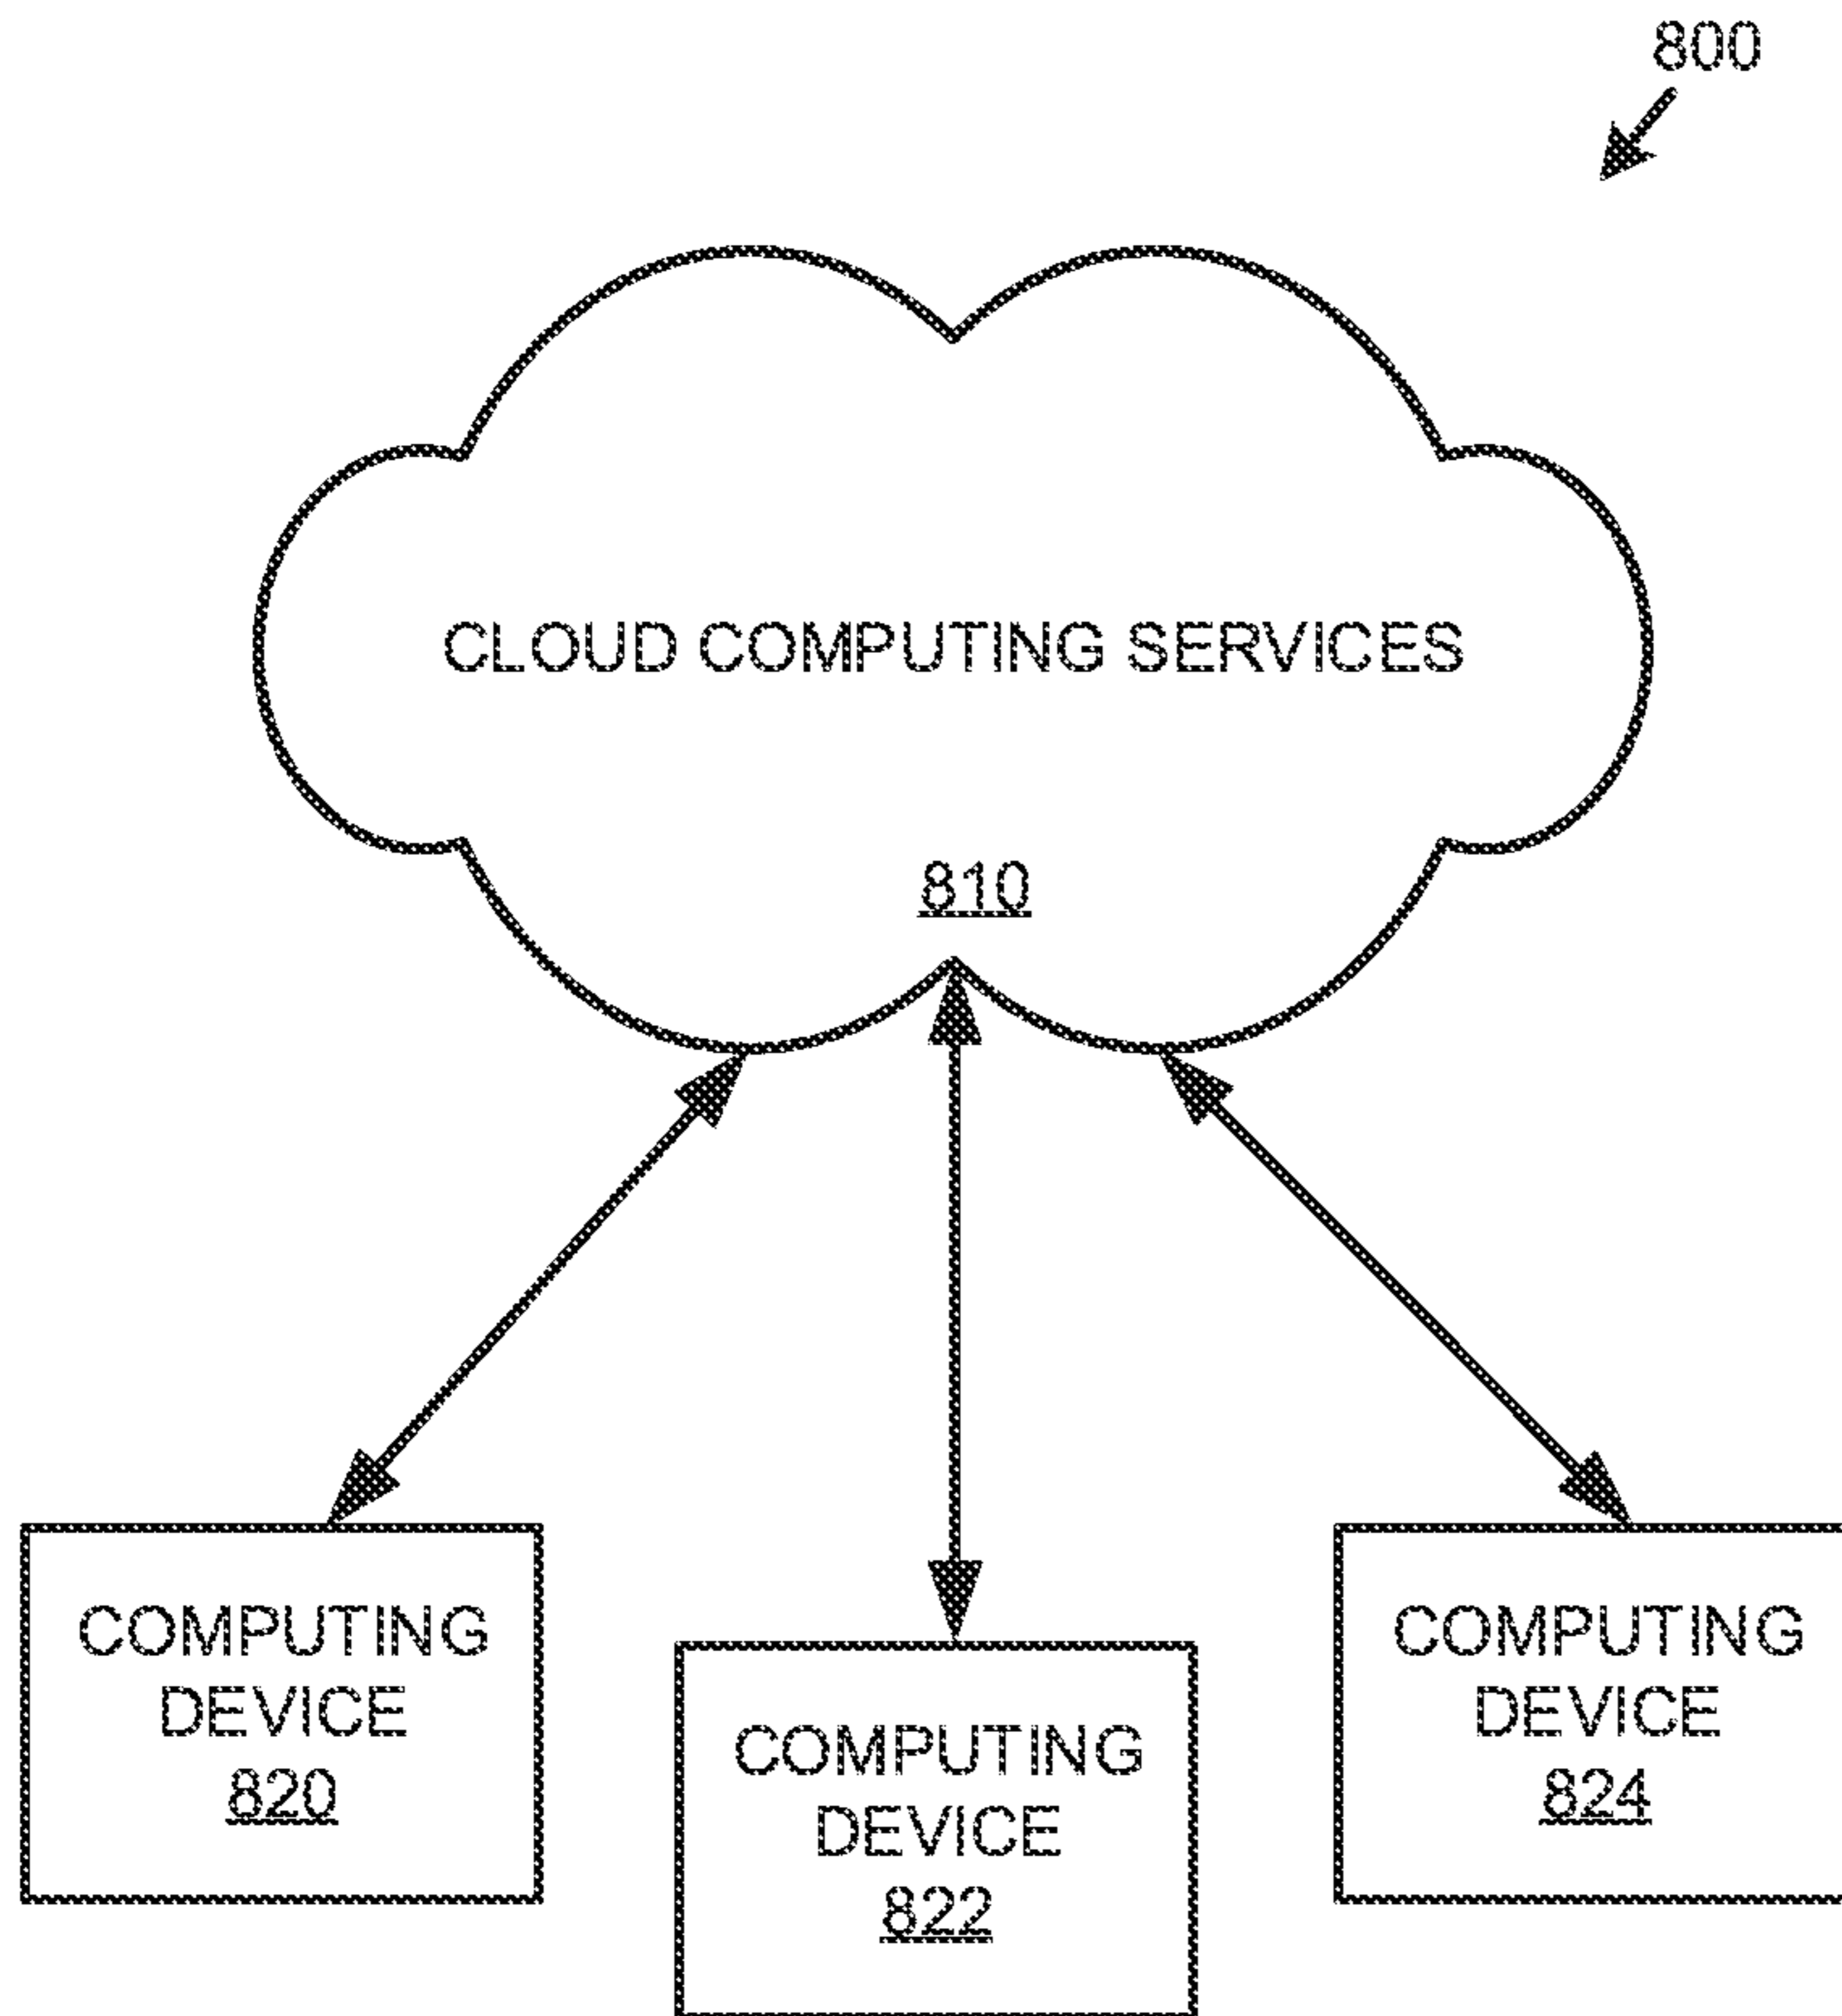 800
CLOUD COMPUTING SERVICES
810
COMPUTING
DEVICE
820
COMPUTING
DEVICE
822
COMPUTING
DEVICE
824